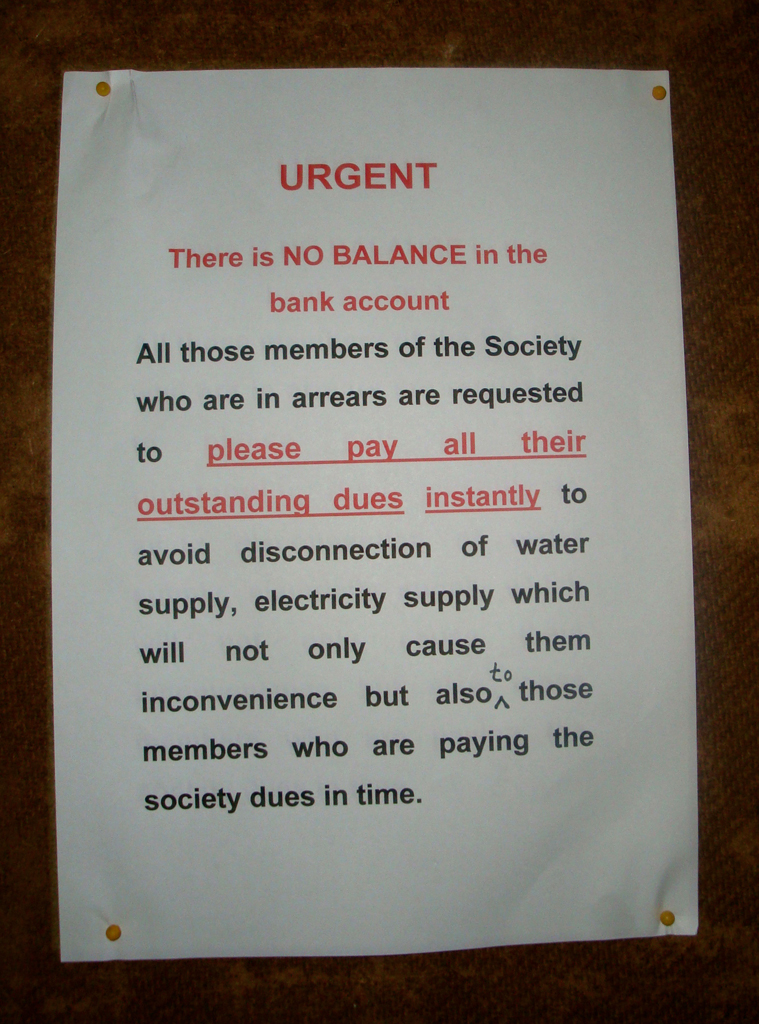 URGENT
There is NO BALANCE in the
bank account
All those members of the Society
who are in arrears are requested
to please pay all their
outstanding dues instantly to
avoid disconnection of water
supply, electricity supply which
will not only cause them
inconvenience but also ^to those
members who are paying the
society dues in time.